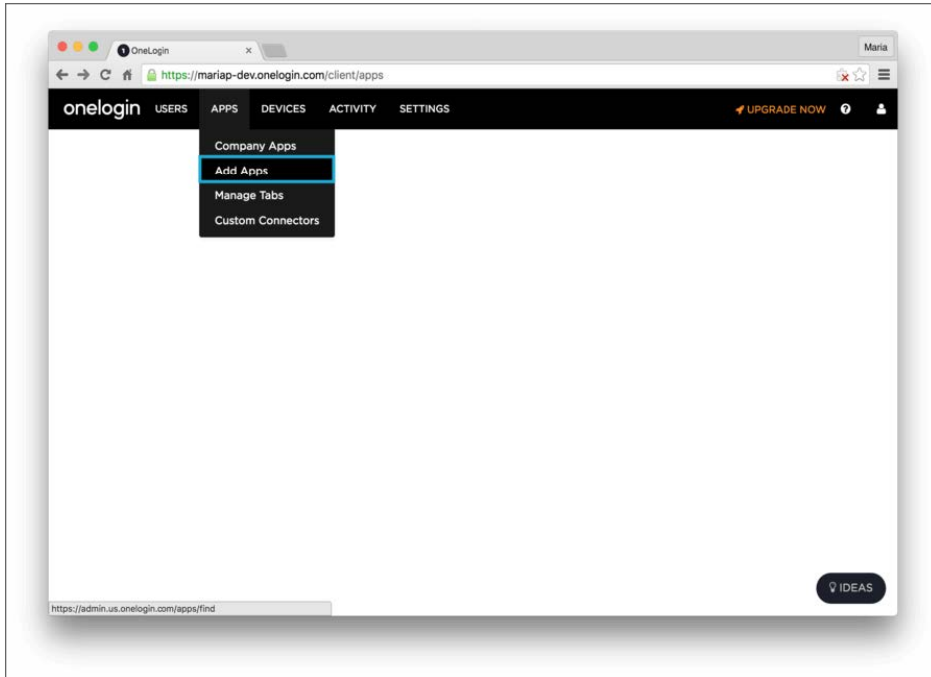 OneLogin
Maria
https://mariap-dev.onelogin.com/client/apps
onelogin USERS APPS DEVICES ACTIVITY SETTINGS UPGRADE NOW
Company Apps
Add Apps
Manage Tabs
Custom Connectors
IDEAS
https://admin.us.onelogin.com/apps/find